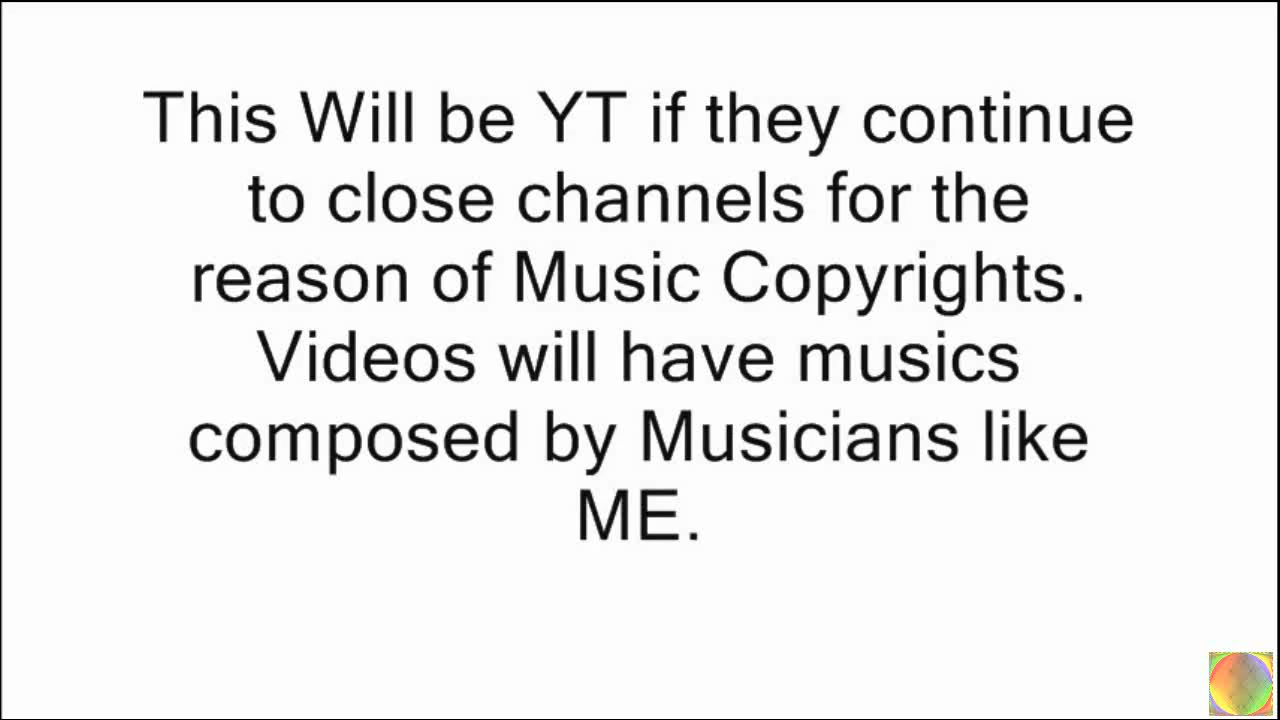 This Will be YT if they continue
to close channels for the
reason of Music Copyrights.
Videos will have musics
composed by Musicians like
ME.